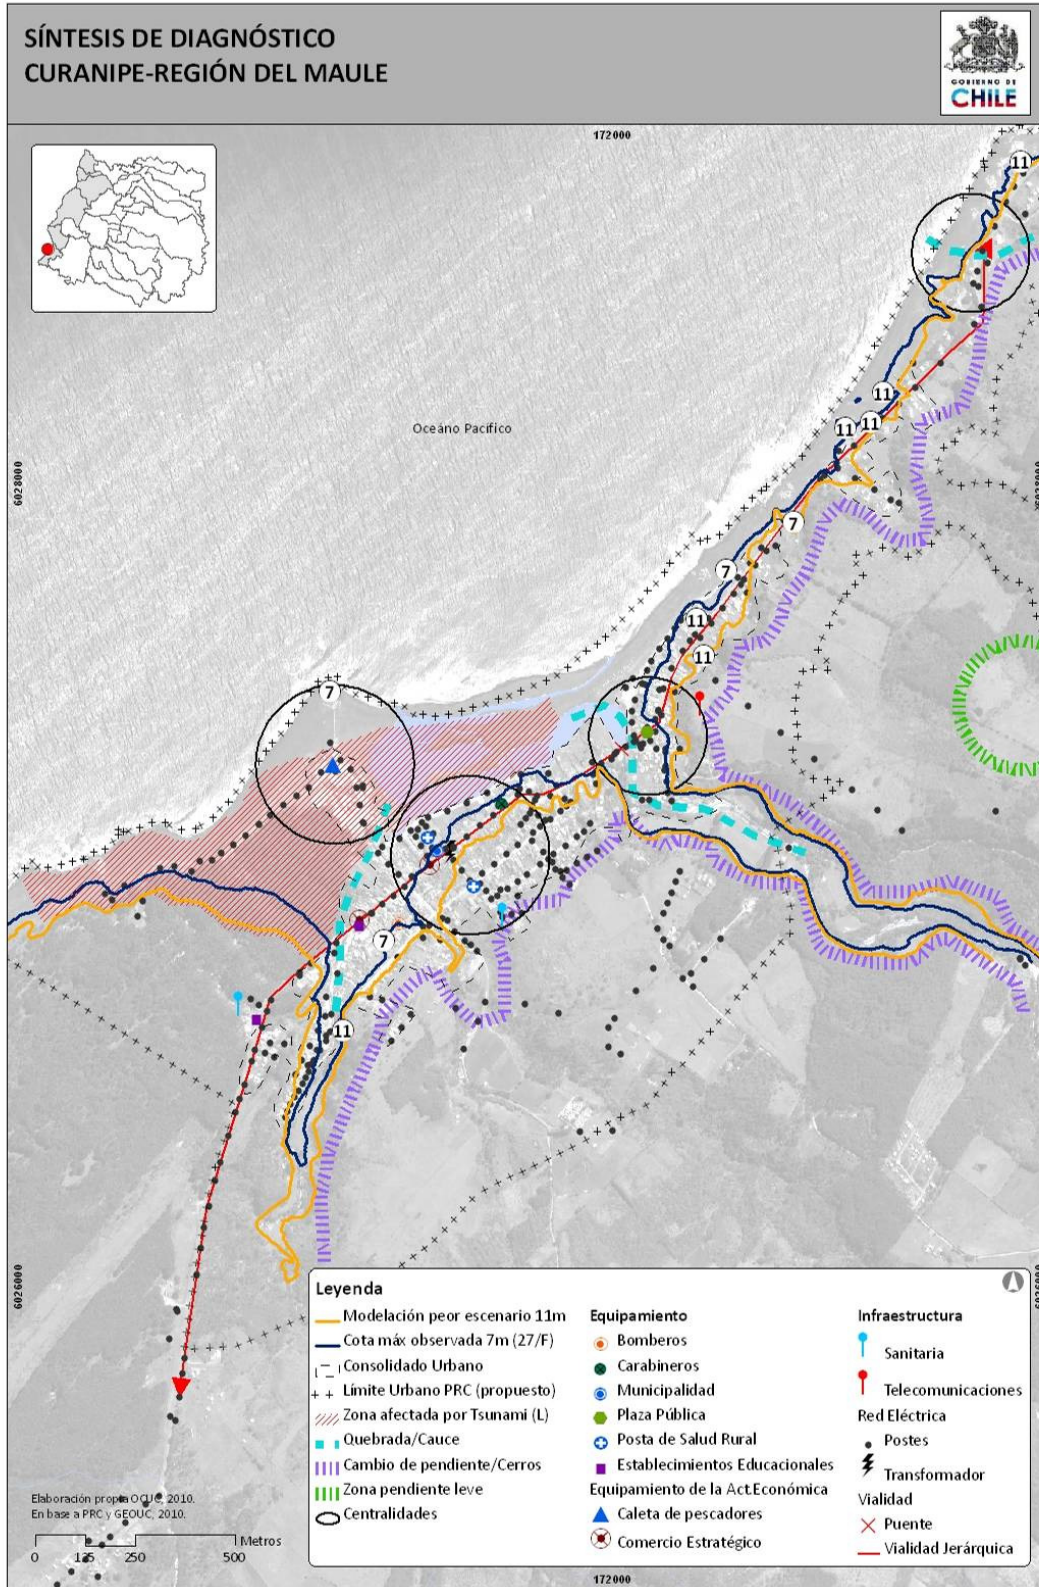 SÍNTESIS DE DIAGNÓSTICO
CURANIPE-REGIÓN DEL MAULE
GOBIERNO DE
CHILE
172000
11
Oceano Pacífico
11
11
11
6028000
6028000
7
7
11
11
7
7
11
6026000
6026000
Leyenda
Modelación peor escenario 11m
Cota máx observada 7m (27/F)
Consolidado Urbano
Límite Urbano PRC (propuesto)
Zona afectada por Tsunami (L)
Quebrada/Cauce
Cambio de pendiente/Cerros
Zona pendiente leve
Centralidades
Equipamiento
Bomberos
Carabineros
Municipalidad
Plaza Pública
Posta de Salud Rural
Establecimientos Educacionales
Equipamiento de la Act.Económica
Caleta de pescadores
Comercio Estratégico
Infraestructura
Sanitaria
Telecomunicaciones
Red Eléctrica
Postes
Transformador
Vialidad
Puente
Vialidad Jerárquica
Elaboración propia OCUC, 2010.
En base a PRC y GEOUC, 2010.
Metros
0 125 250 500
172000